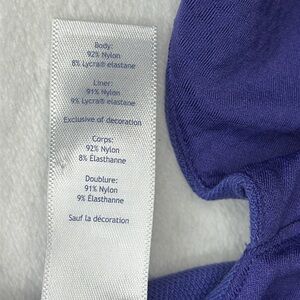 Body:
92% Nylon
8% Lycra® elastane
Liner:
91% Nylon
9% Lycra® elastane
Exclusive of decoration
Corps:
92% Nylon
8% Élasthanne
Doublure:
91% Nylon
9% Élasthanne
Sauf la décoration